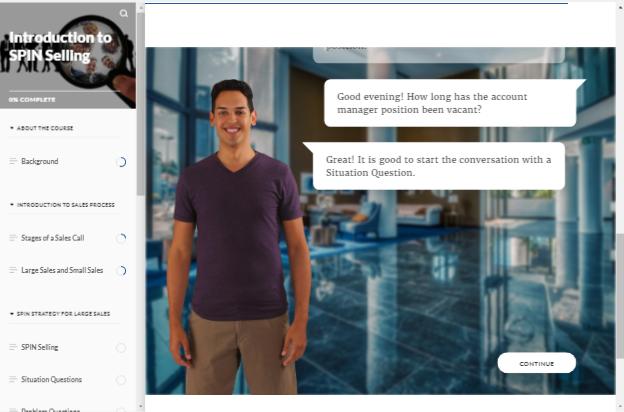 Introduction to
SPIN Selling
0% COMPLETE
ABOUT THE COURSE
Background
INTRODUCTION TO SALES PROCESS
Stages of a Sales Call
Large Sales and Small Sales
SPIN STRATEGY FOR LARGE SALES
SPIN Selling
Situation Questions
Problem Questions
position.
Good evening! How long has the account
manager position been vacant?
Great! It is good to start the conversation with a
Situation Question.
CONTINUE